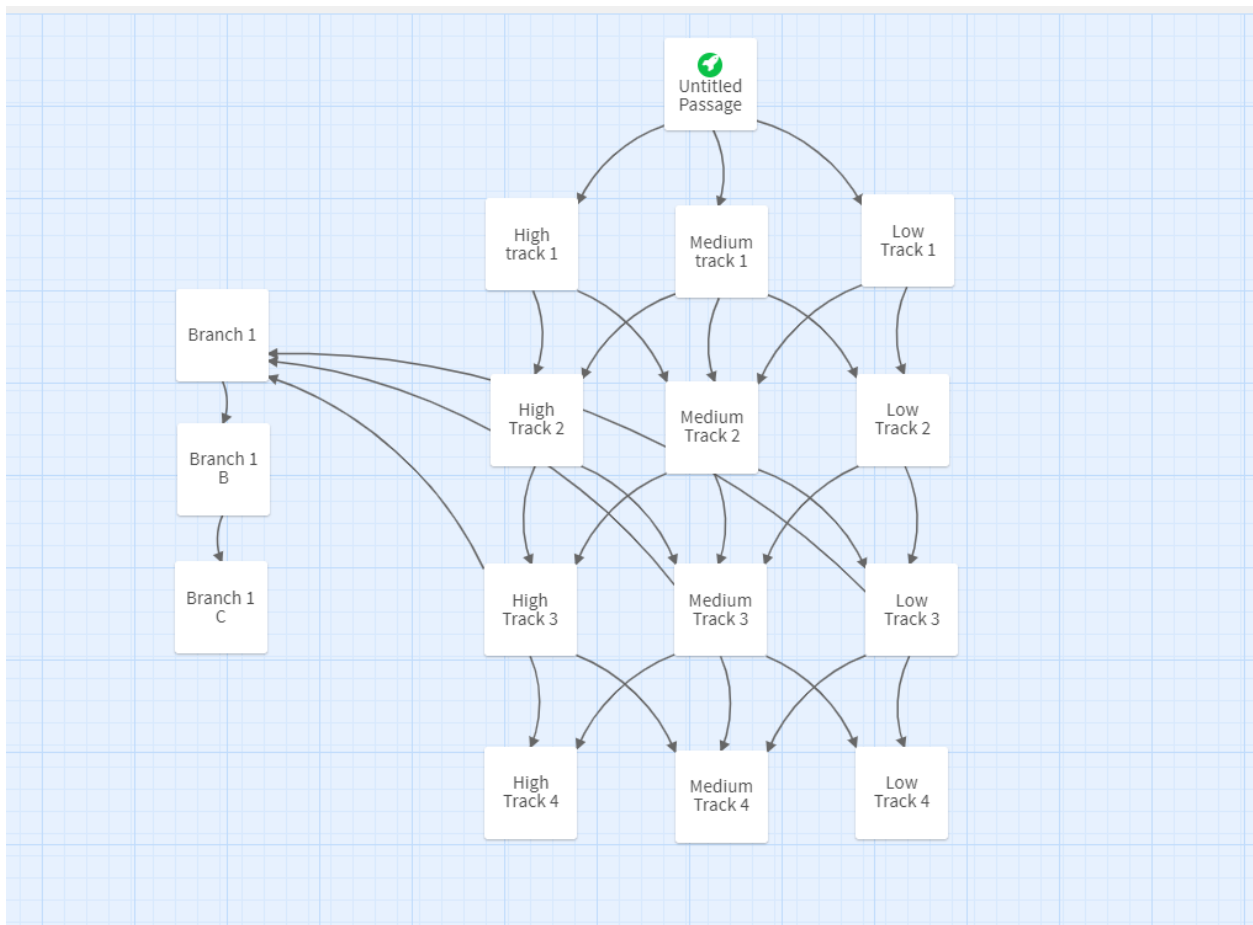 Untitled
Passage
High
track 1
Medium
track 1
Low
Track 1
Branch 1
High
Track 2
Medium
Track 2
Low
Track 2
Branch 1
B
Branch 1
C
High
Track 3
Medium
Track 3
Low
Track 3
High
Track 4
Medium
Track 4
Low
Track 4